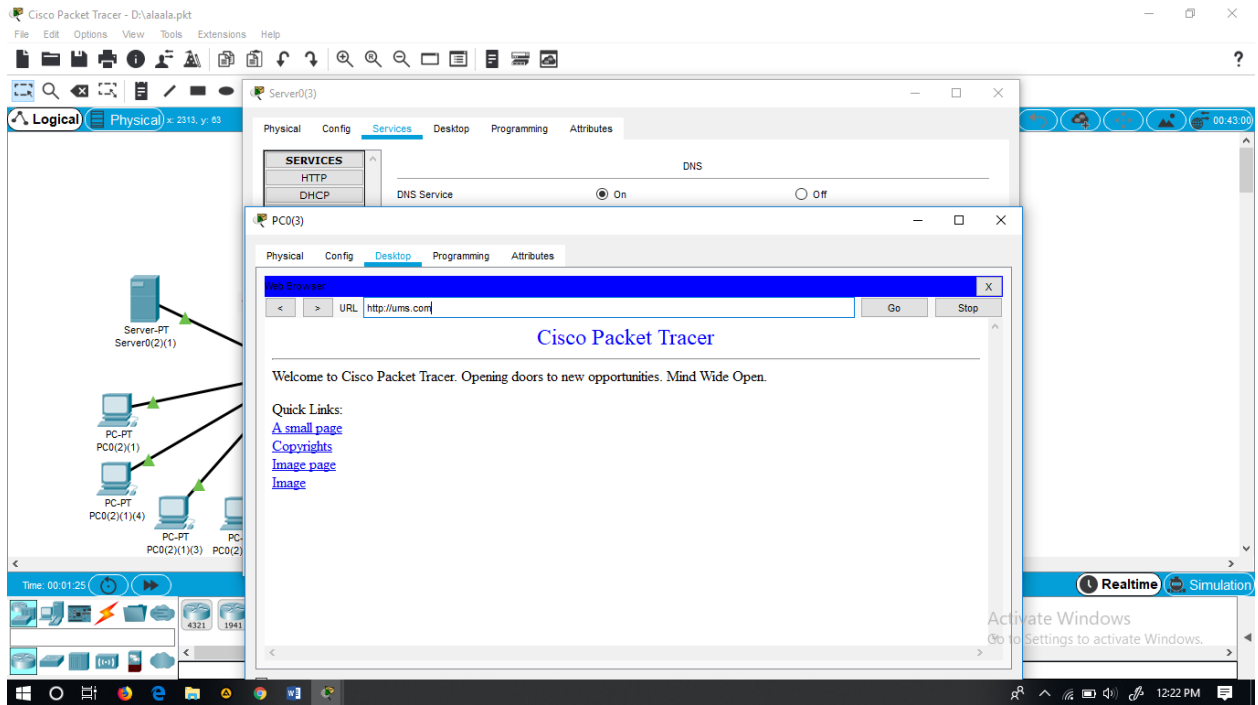 Cisco Packet Tracer - D:\alaala.pkt
File Edit Options View Tools Extensions Help
?
Logical Physical x: 2313, y: 63
00:43:00
Server0(3)
Physical Config Services Desktop Programming Attributes
SERVICES
HTTP
DHCP
DNS
DNS Service On Off
PC0(3)
Physical Config Desktop Programming Attributes
Web Browser X
< > URL http://ums.com Go Stop
Cisco Packet Tracer
Welcome to Cisco Packet Tracer. Opening doors to new opportunities. Mind Wide Open.
Quick Links:
A small page
Copyrights
Image page
Image
Server-PT
Server0(2)(1)
PC-PT
PC0(2)(1)
PC-PT
PC0(2)(1)(4)
PC-PT
PC0(2)(1)(3)
PC-
PC0(2)
Time: 00:01:25
Realtime Simulation
4321 1941
Activate Windows
Go to Settings to activate Windows.
12:22 PM